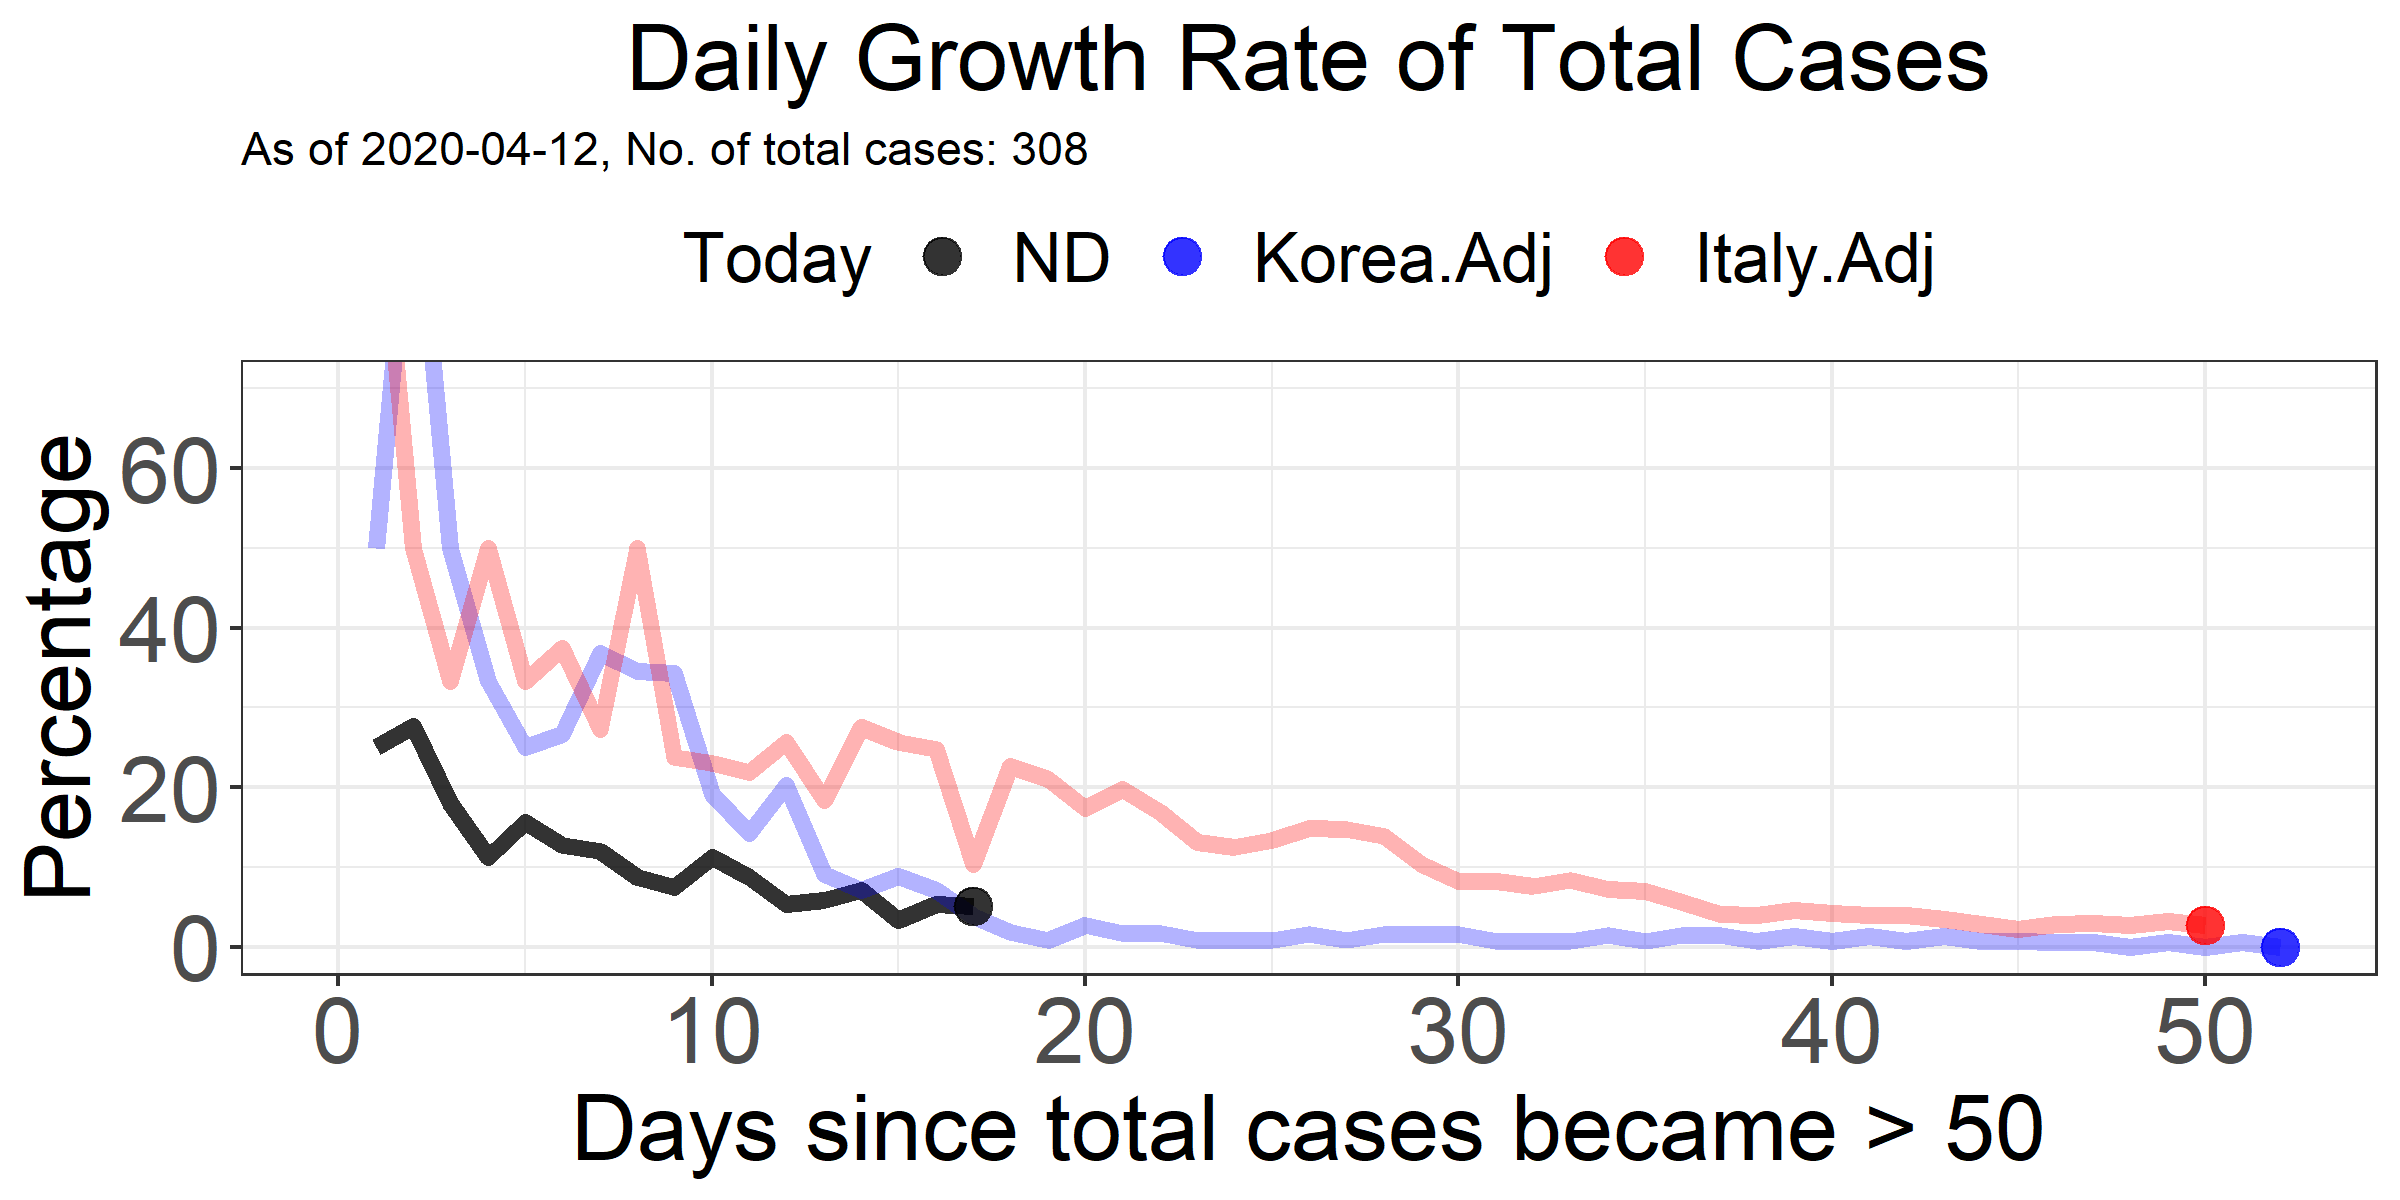 Daily Growth Rate of Total Cases
As of 2020-04-12, No. of total cases: 308
Today ND Korea.Adj Italy.Adj
Percentage
60
40
20
0
0 10 20 30 40 50
Days since total cases became > 50